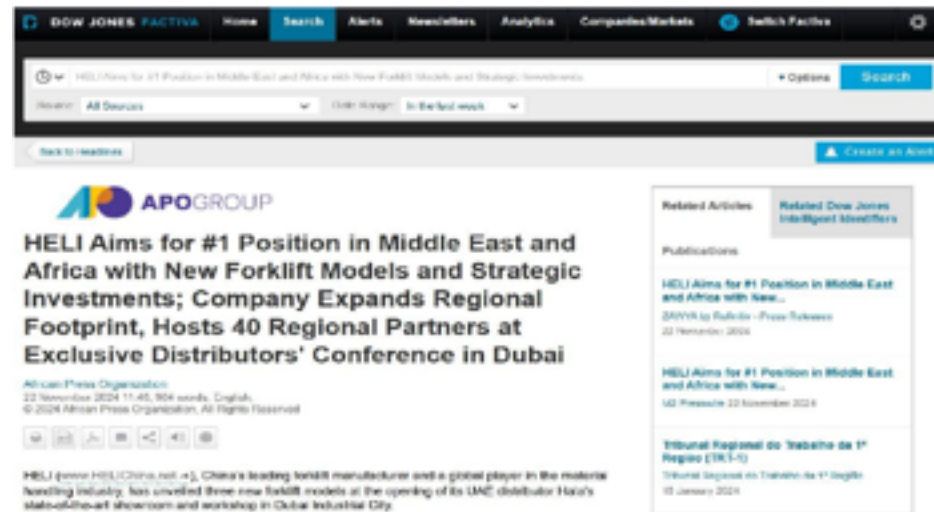 DOW JONES FACTIVA Home Search Alerts Newsletters Analytics Companies/Markets Switch Factiva
HELI Aims for #1 Position in Middle East and Africa with New Forklift Models and Strategic Investments
Options Search
Source: All Sources Date Range: In the last week
Back to Headlines
Create an Alert
APOGROUP
HELI Aims for #1 Position in Middle East and
Africa with New Forklift Models and Strategic
Investments; Company Expands Regional
Footprint, Hosts 40 Regional Partners at
Exclusive Distributors' Conference in Dubai
African Press Organization
22 November 2024 11:45, 904 words, English,
© 2024 African Press Organization, All Rights Reserved
HELI (www.HELIChina.net), China's leading forklift manufacturer and a global player in the material
handling industry, has unveiled three new forklift models at the opening of its UAE distributor Hala's
state-of-the-art showroom and workshop in Dubai Industrial City.
Related Articles
Related Dow Jones
Intelligent Identifiers
Publications
HELI Aims for #1 Position in Middle East
and Africa with New...
ZAWYA by Refinitiv - Press Releases
22 November 2024
HELI Aims for #1 Position in Middle East
and Africa with New...
22 November 2024
Tribunal Regional do Trabalho da 1ª
Região (TRT-1)
Tribunal Regional do Trabalho da 1ª Região
January 2024